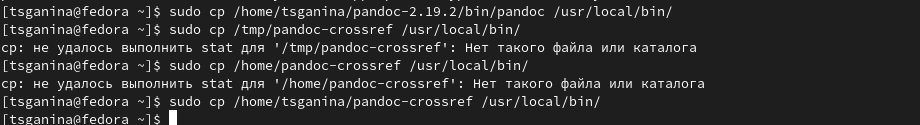 [tsganina@fedora ~]$ sudo cp /home/tsganina/pandoc-2.19.2/bin/pandoc /usr/local/bin/
[tsganina@fedora ~]$ sudo cp /tmp/pandoc-crossref /usr/local/bin/
cp: не удалось выполнить stat для '/tmp/pandoc-crossref': Нет такого файла или каталога
[tsganina@fedora ~]$ sudo cp /home/pandoc-crossref /usr/local/bin/
cp: не удалось выполнить stat для '/home/pandoc-crossref': Нет такого файла или каталога
[tsganina@fedora ~]$ sudo cp /home/tsganina/pandoc-crossref /usr/local/bin/
[tsganina@fedora ~]$